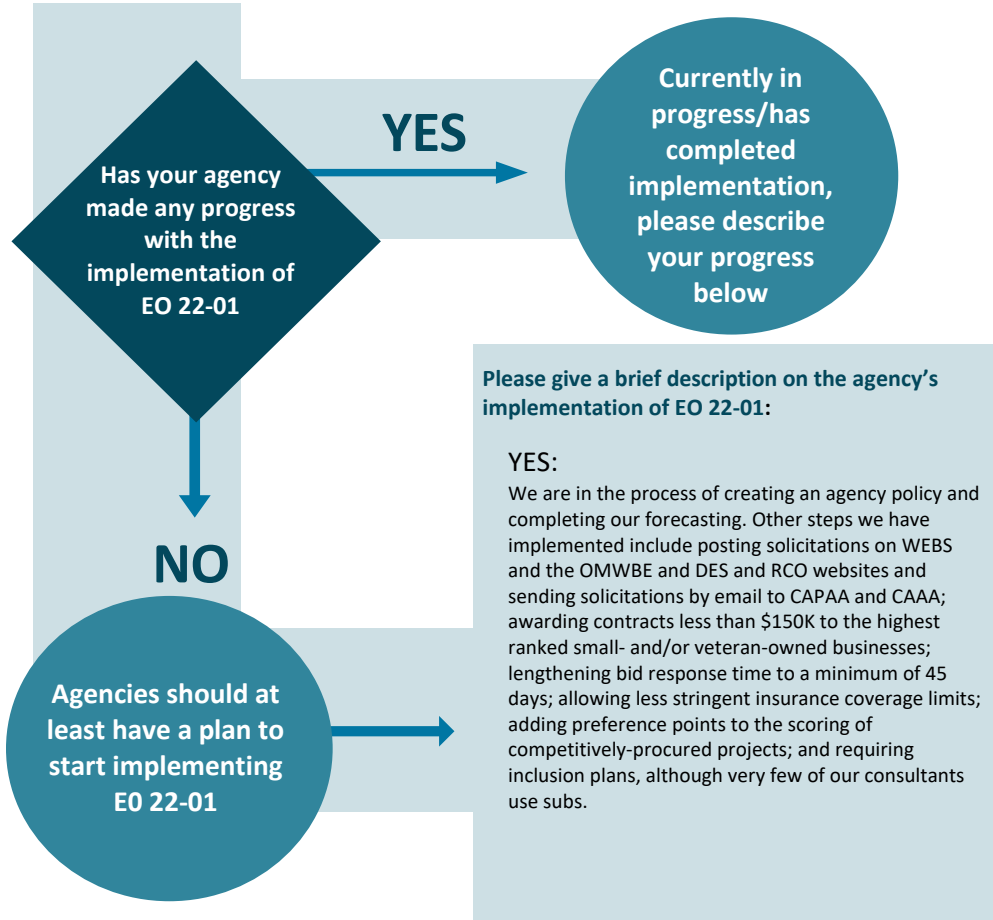 Has your agency
made any progress
with the
implementation of
EO 22-01
YES
Currently in
progress/has
completed
implementation,
please describe
your progress
below
NO
Agencies should at
least have a plan to
start implementing
E0 22-01
Please give a brief description on the agency’s
implementation of EO 22-01:
YES:
We are in the process of creating an agency policy and
completing our forecasting. Other steps we have
implemented include posting solicitations on WEBS
and the OMWBE and DES and RCO websites and
sending solicitations by email to CAPAA and CAAA;
awarding contracts less than $150K to the highest
ranked small- and/or veteran-owned businesses;
lengthening bid response time to a minimum of 45
days; allowing less stringent insurance coverage limits;
adding preference points to the scoring of
competitively-procured projects; and requiring
inclusion plans, although very few of our consultants
use subs.